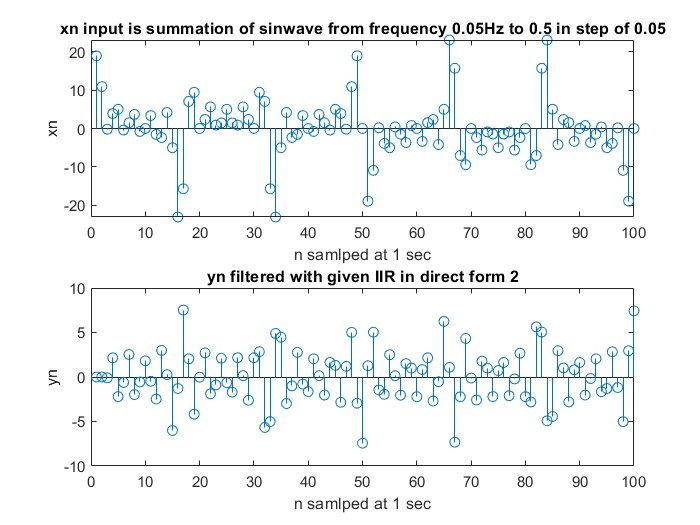 xn input is summation of sinwave from frequency 0.05Hz to 0.5 in step of 0.05
20
10
0
-10
-20
xn
0 10 20 30 40 50 60 70 80 90 100
n samlped at 1 sec
yn filtered with given IIR in direct form 2
10
5
0
-5
-10
yn
0 10 20 30 40 50 60 70 80 90 100
n samlped at 1 sec